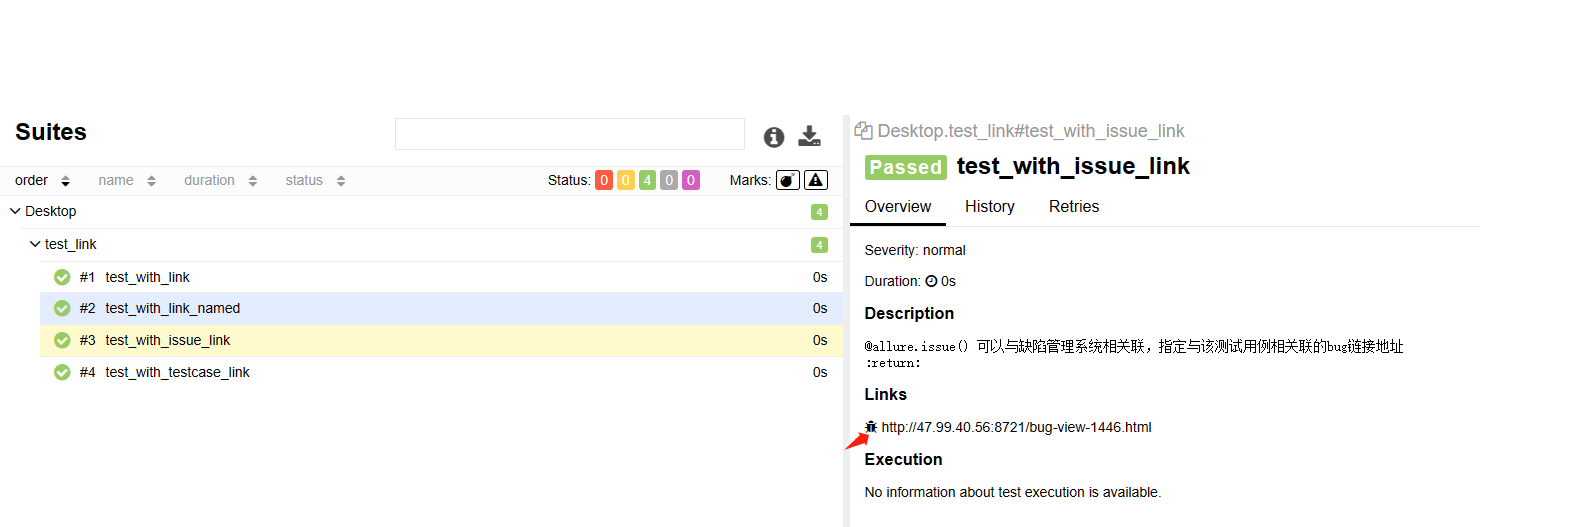 Suites
order name duration status Status: 0 0 4 0 0 Marks:
Desktop 4
test_link 4
#1 test_with_link 0s
#2 test_with_link_named 0s
#3 test_with_issue_link 0s
#4 test_with_testcase_link 0s
Desktop.test_link#test_with_issue_link
Passed test_with_issue_link
Overview History Retries
Severity: normal
Duration: 0s
Description
@allure.issue() 可以与缺陷管理系统相关联，指定与该测试用例相关联的bug链接地址
:return:
Links
http://47.99.40.56:8721/bug-view-1446.html
Execution
No information about test execution is available.